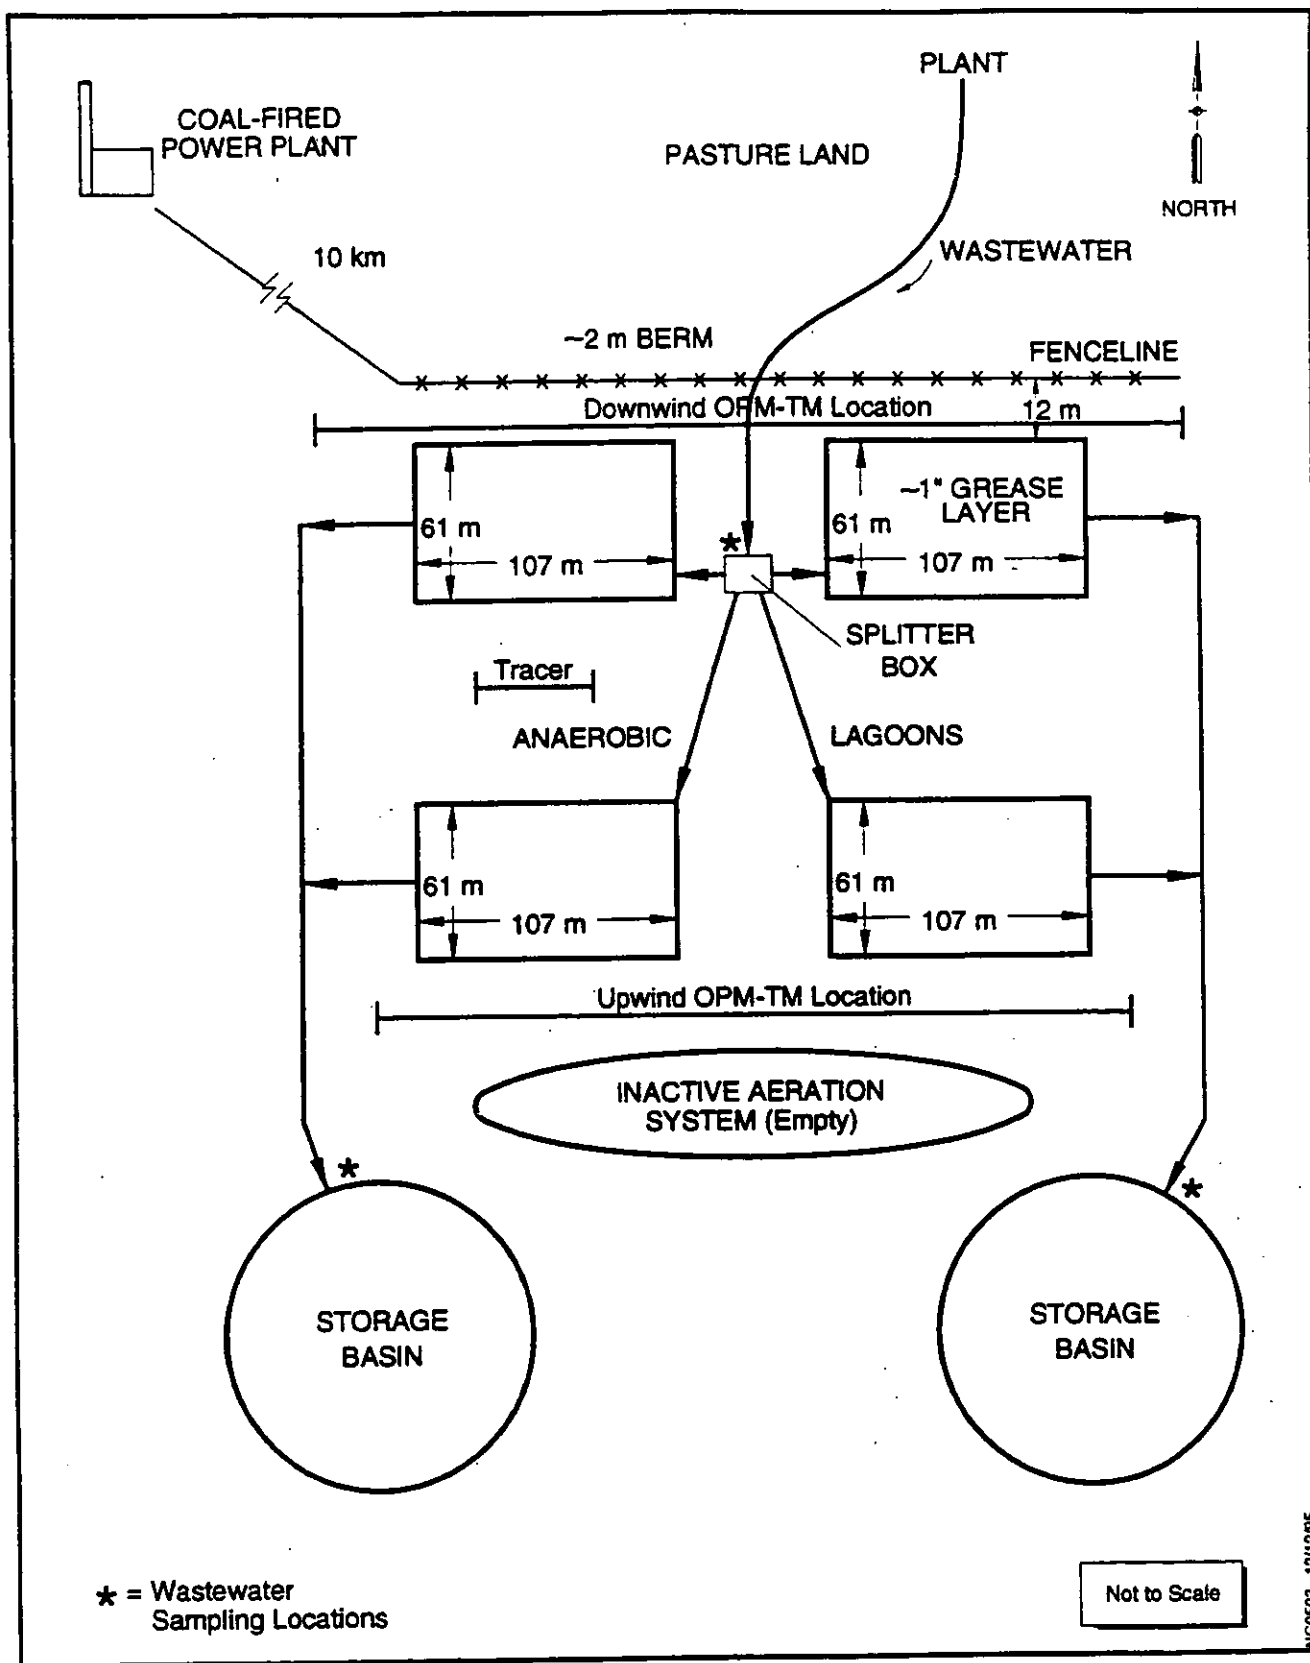 PLANT
COAL-FIRED
POWER PLANT
PASTURE LAND
NORTH
10 km
WASTEWATER
~2 m BERM
FENCELINE
Downwind OPM-TM Location
12 m
61 m
107 m
*
~1" GREASE
LAYER
61 m
107 m
SPLITTER
BOX
Tracer
ANAEROBIC
LAGOONS
61 m
107 m
61 m
107 m
Upwind OPM-TM Location
INACTIVE AERATION
SYSTEM (Empty)
*
*
STORAGE
BASIN
STORAGE
BASIN
* = Wastewater
Sampling Locations
Not to Scale